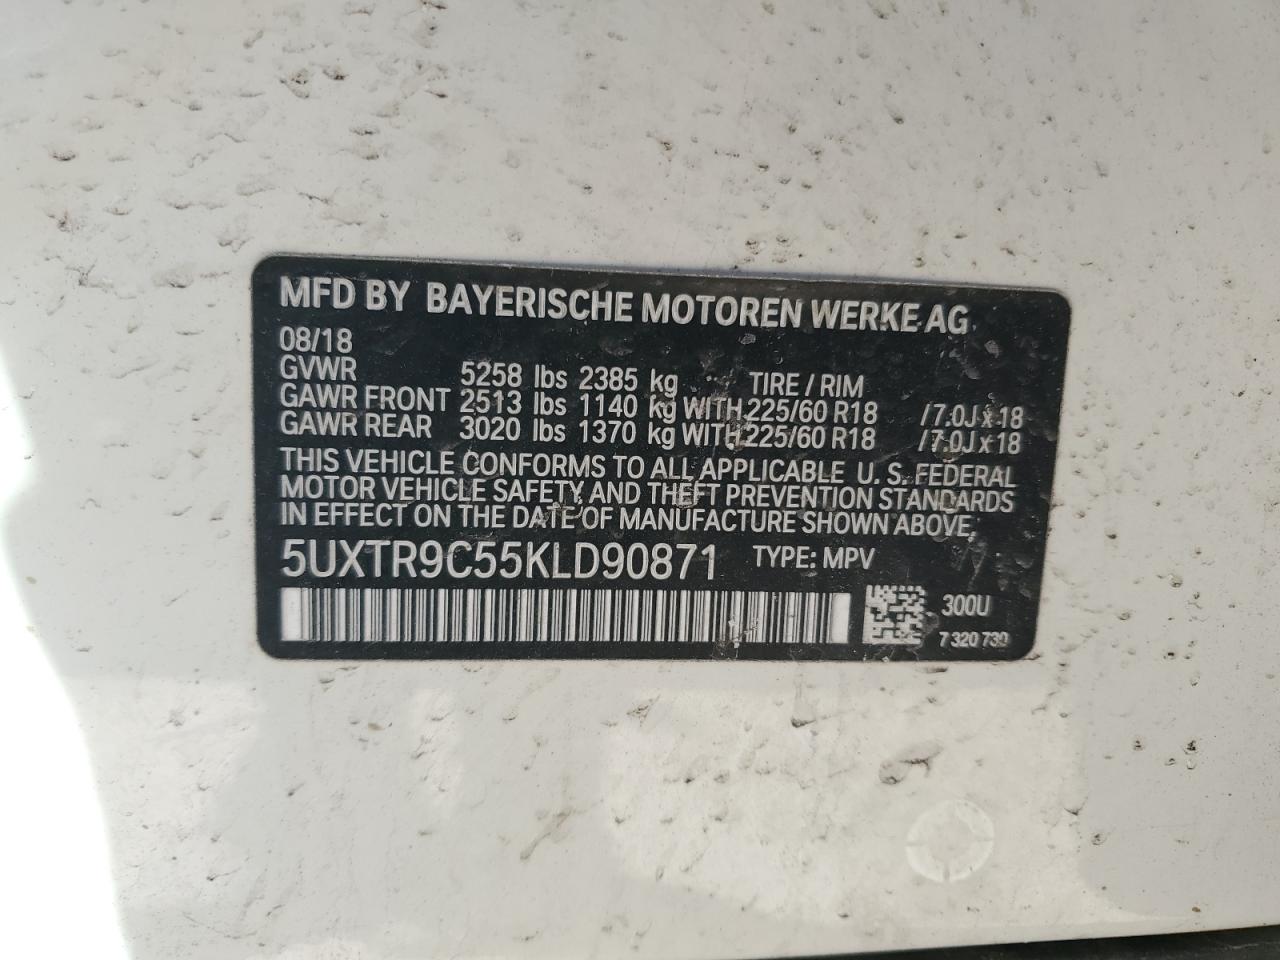 MFD BY BAYERISCHE MOTOREN WERKE AG
08/18
GVWR 5258 lbs 2385 kg TIRE / RIM
GAWR FRONT 2513 lbs 1140 kg WITH 225/60 R18 /7.0J x 18
GAWR REAR 3020 lbs 1370 kg WITH 225/60 R18 /7.0J x 18
THIS VEHICLE CONFORMS TO ALL APPLICABLE U. S. FEDERAL
MOTOR VEHICLE SAFETY AND THEFT PREVENTION STANDARDS
IN EFFECT ON THE DATE OF MANUFACTURE SHOWN ABOVE.
5UXTR9C55KLD90871 TYPE: MPV
300U
7 320 730